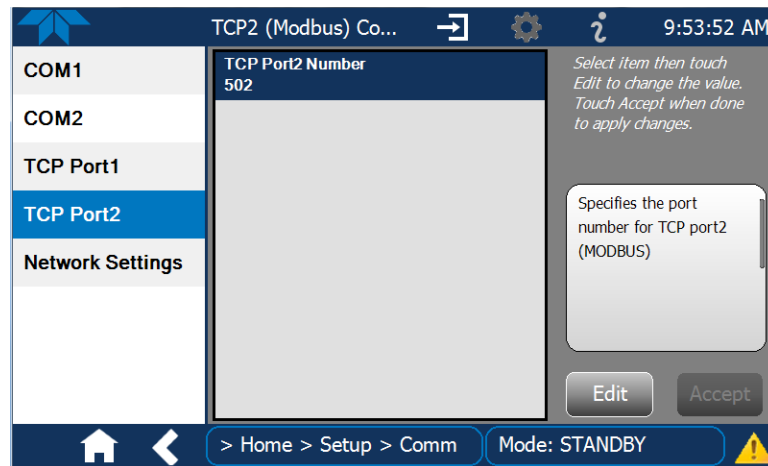 TCP2 (Modbus) Co...
9:53:52 AM
COM1
COM2
TCP Port1
TCP Port2
Network Settings
TCP Port2 Number
502
Select item then touch
Edit to change the value.
Touch Accept when done
to apply changes.
Specifies the port
number for TCP port2
(MODBUS)
Edit
Accept
> Home > Setup > Comm
Mode: STANDBY